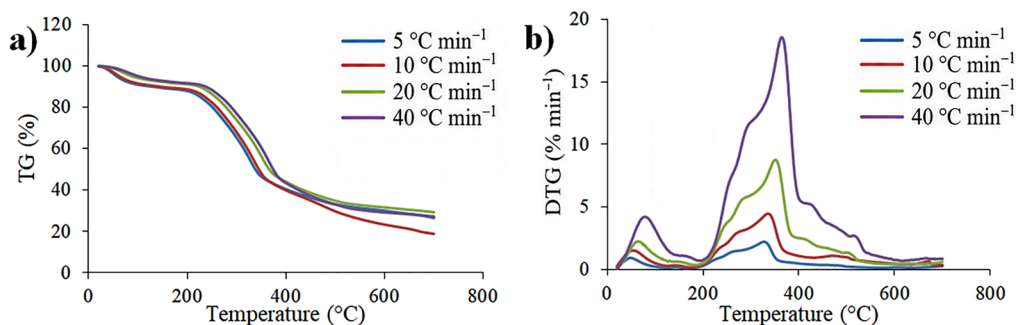 a)
TG (%)
120
100
80
60
40
20
0
0 200 400 600 800
Temperature (°C)
5 °C min⁻¹
10 °C min⁻¹
20 °C min⁻¹
40 °C min⁻¹
b)
DTG (% min⁻¹)
20
15
10
5
0
0 200 400 600 800
Temperature (°C)
5 °C min⁻¹
10 °C min⁻¹
20 °C min⁻¹
40 °C min⁻¹